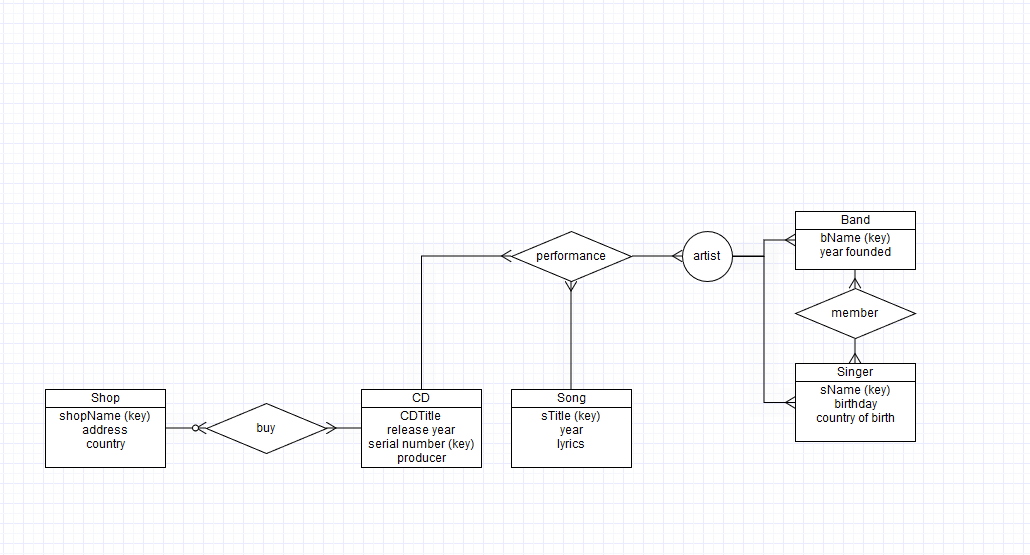 Band
bName (key)
year founded
performance
artist
member
Singer
sName (key)
birthday
country of birth
Shop
shopName (key)
address
country
buy
CD
CDTitle
release year
serial number (key)
producer
Song
sTitle (key)
year
lyrics